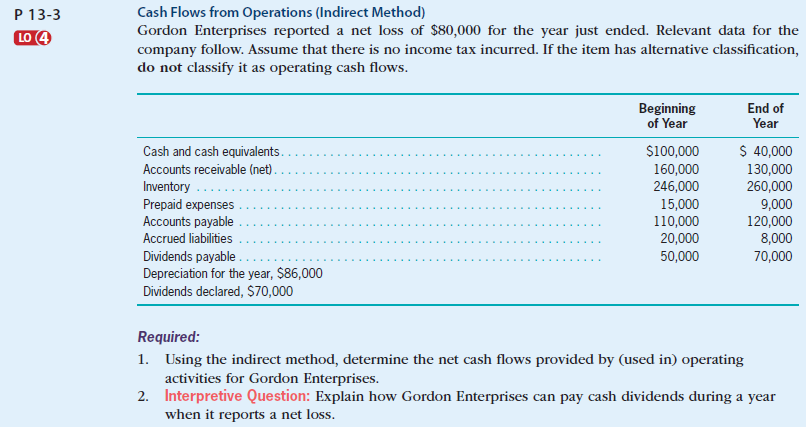 P 13-3
LO 4
Cash Flows from Operations (Indirect Method)
Gordon Enterprises reported a net loss of $80,000 for the year just ended. Relevant data for the
company follow. Assume that there is no income tax incurred. If the item has alternative classification,
do not classify it as operating cash flows.
Beginning of Year End of Year
Cash and cash equivalents. . . . $100,000 $ 40,000
Accounts receivable (net). . . . 160,000 130,000
Inventory . . . . 246,000 260,000
Prepaid expenses . . . . 15,000 9,000
Accounts payable . . . . 110,000 120,000
Accrued liabilities . . . . 20,000 8,000
Dividends payable . . . . 50,000 70,000
Depreciation for the year, $86,000
Dividends declared, $70,000
Required:
1. Using the indirect method, determine the net cash flows provided by (used in) operating
activities for Gordon Enterprises.
2. Interpretive Question: Explain how Gordon Enterprises can pay cash dividends during a year
when it reports a net loss.